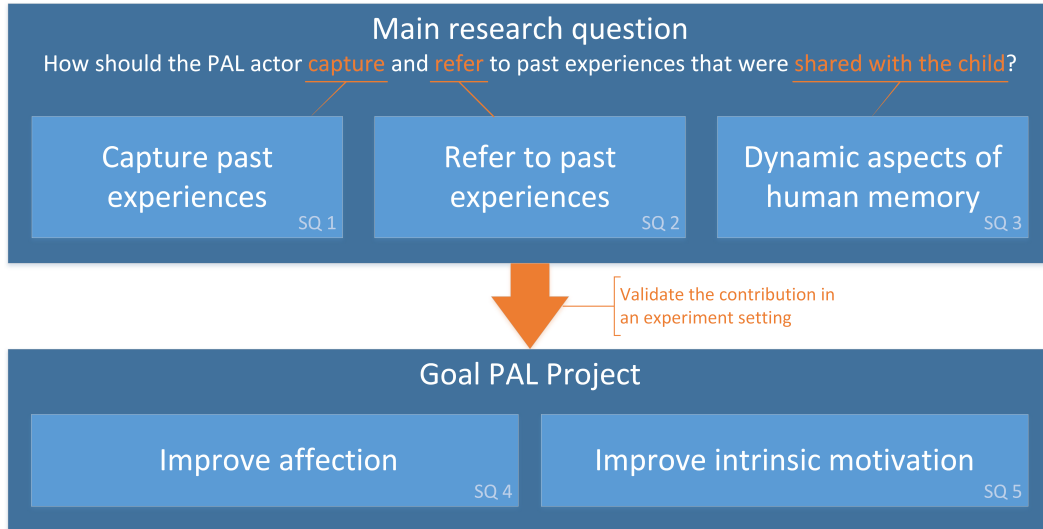 Main research question
How should the PAL actor capture and refer to past experiences that were shared with the child?
Capture past
experiences
SQ 1
Refer to past
experiences
SQ 2
Dynamic aspects of
human memory
SQ 3
Validate the contribution in
an experiment setting
Goal PAL Project
Improve affection
SQ 4
Improve intrinsic motivation
SQ 5